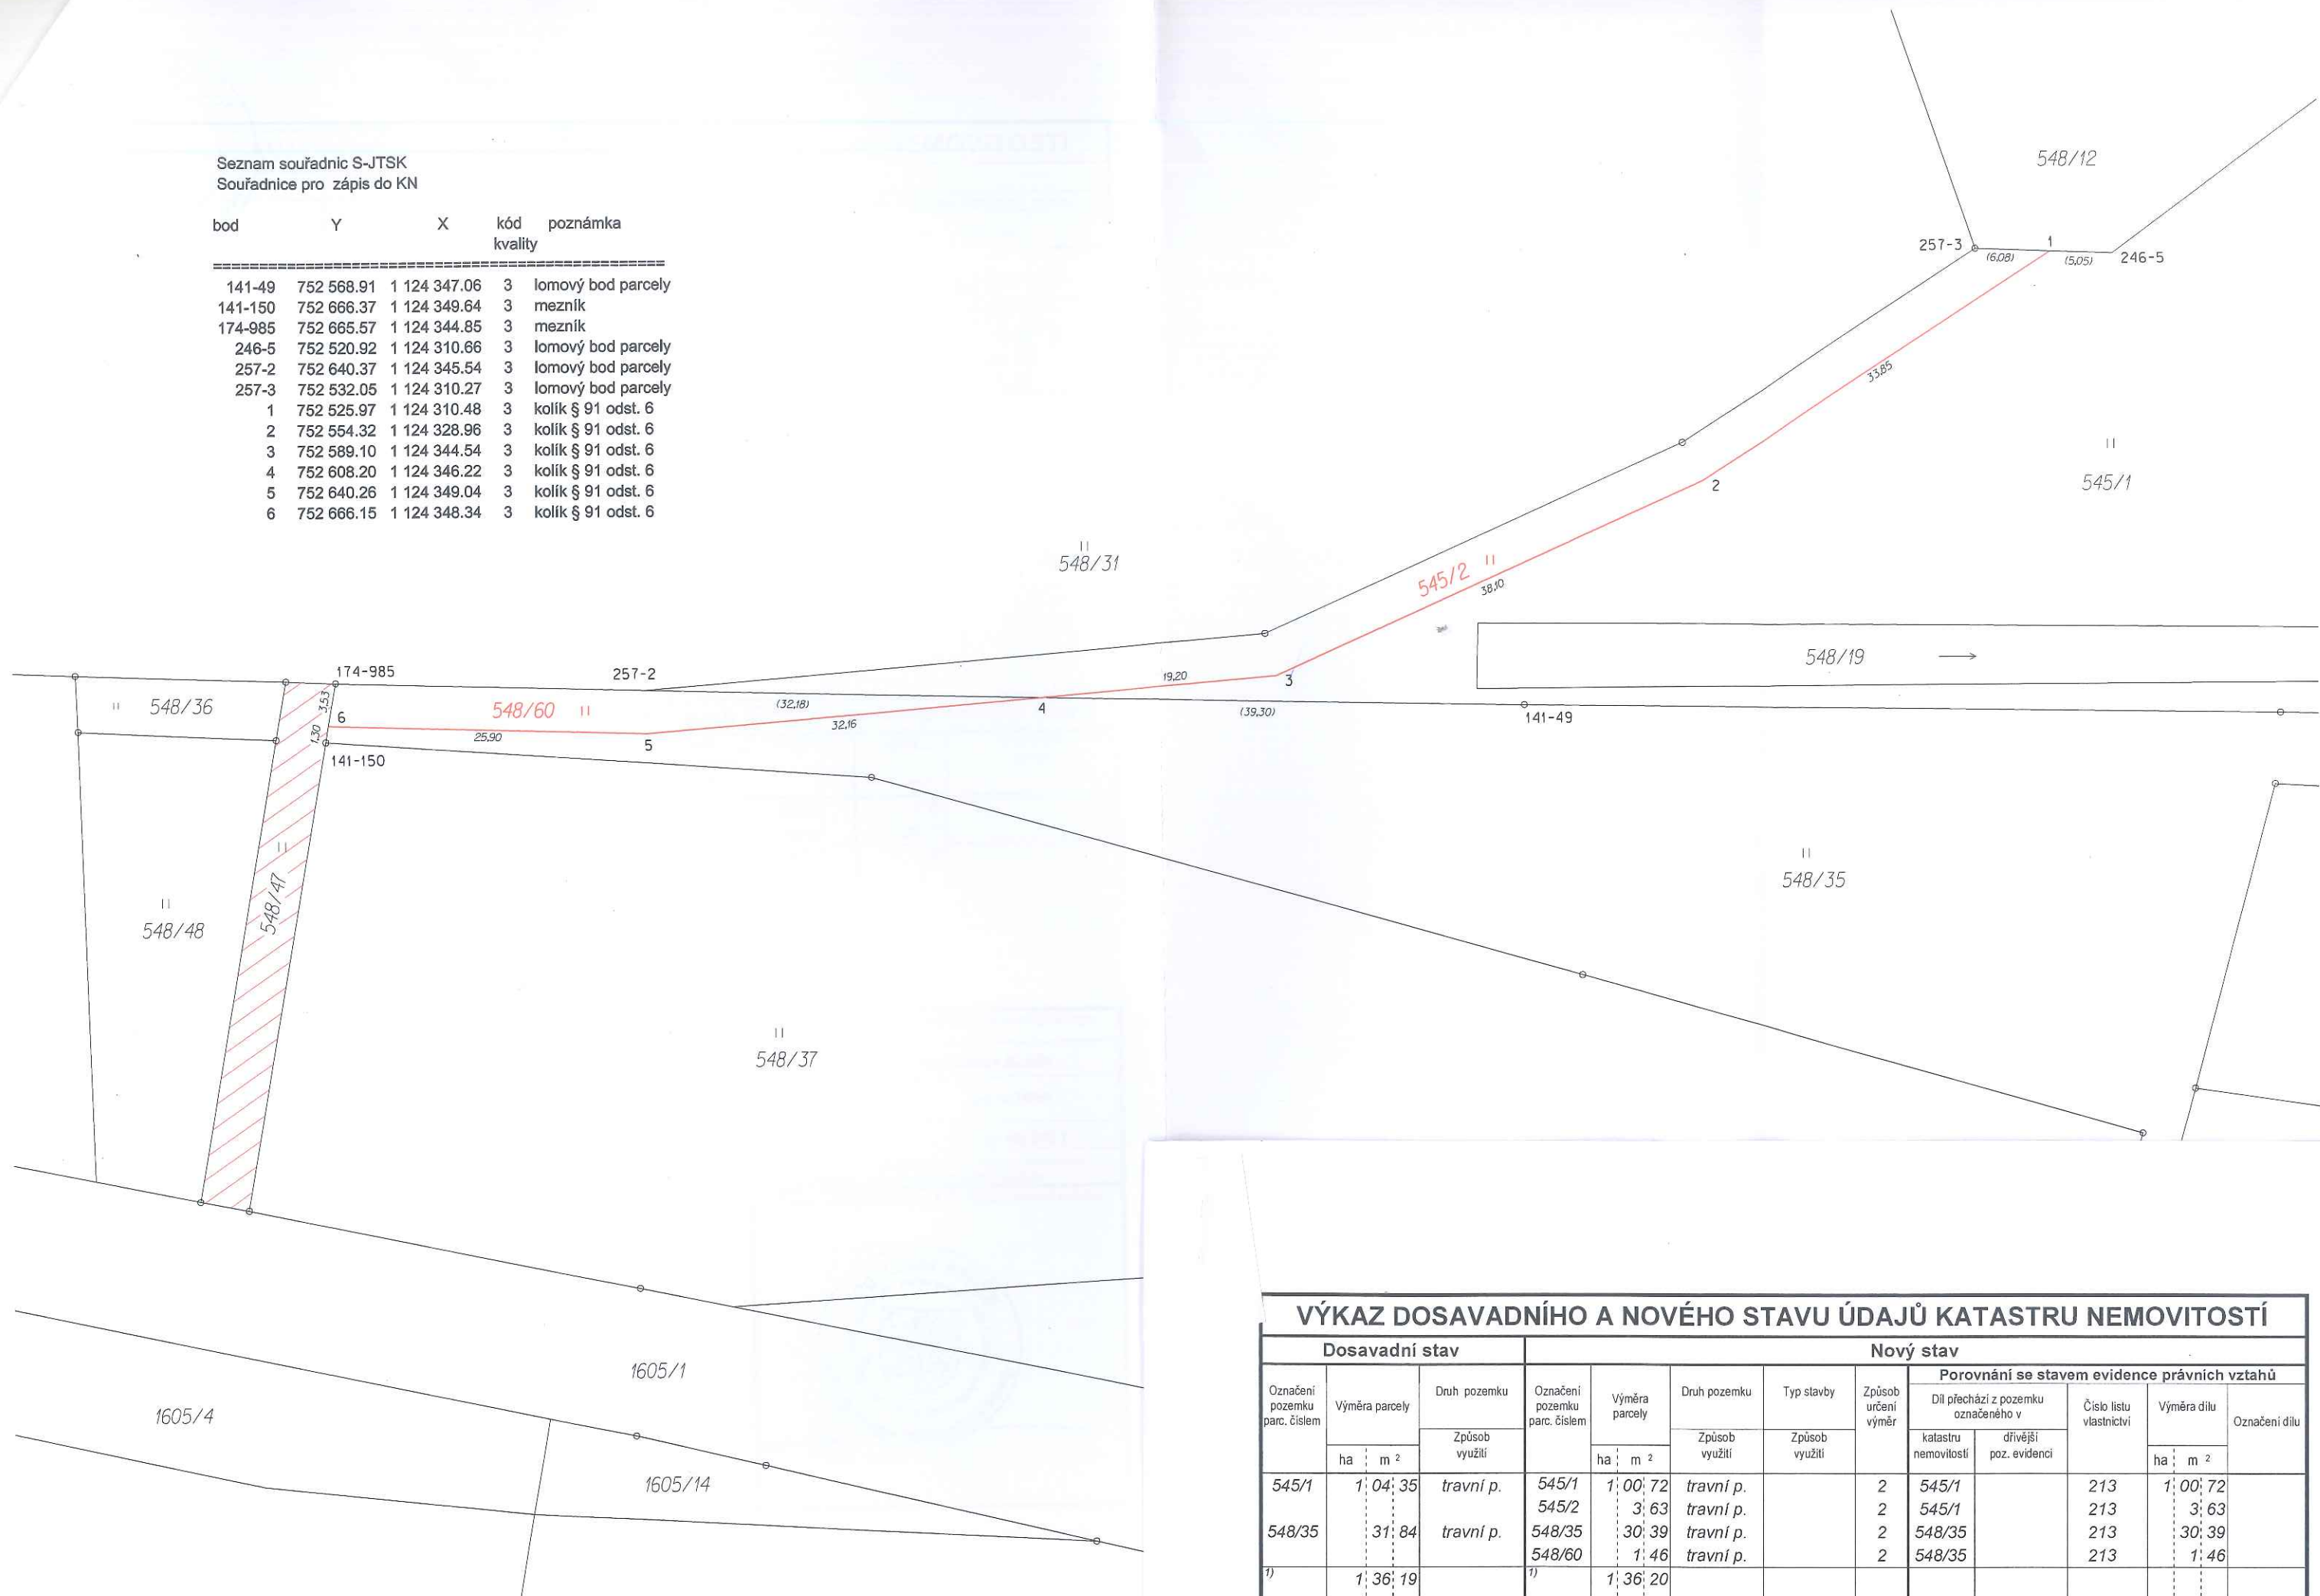 Seznam souřadnic S-JTSK
Souřadnice pro zápis do KN
bod Y X kód poznámka
kvality
================================================
141-49 752 568.91 1 124 347.06 3 lomový bod parcely
141-150 752 666.37 1 124 349.64 3 mezník
174-985 752 665.57 1 124 344.85 3 mezník
246-5 752 520.92 1 124 310.66 3 lomový bod parcely
257-2 752 640.37 1 124 345.54 3 lomový bod parcely
257-3 752 532.05 1 124 310.27 3 lomový bod parcely
1 752 525.97 1 124 310.48 3 kolík § 91 odst. 6
2 752 554.32 1 124 328.96 3 kolík § 91 odst. 6
3 752 589.10 1 124 344.54 3 kolík § 91 odst. 6
4 752 608.20 1 124 346.22 3 kolík § 91 odst. 6
5 752 640.26 1 124 349.04 3 kolík § 91 odst. 6
6 752 666.15 1 124 348.34 3 kolík § 91 odst. 6
548/12
257-3 1 246-5
(6,08) (5,05)
33,85
545/1
2
548/31
545/2
38,10
548/19
174-985
257-2
19,20
3
548/36
3,53
6
548/60
(32,18)
4
(39,30)
141-49
1,30
25,90
5
32,16
141-150
548/35
548/47
548/48
548/37
1605/1
1605/4
1605/14
VÝKAZ DOSAVADNÍHO A NOVÉHO STAVU ÚDAJŮ KATASTRU NEMOVITOSTÍ
Dosavadní stav Nový stav
Porovnání se stavem evidence právních vztahů
Označení pozemku parc. číslem
Výměra parcely
Druh pozemku
Označení pozemku parc. číslem
Výměra parcely
Druh pozemku
Typ stavby
Způsob určení výměr
Díl přechází z pozemku označeného v
Číslo listu vlastnictví
Výměra dílu
Označení dílu
Způsob využití
Způsob využití
Způsob využití
katastru nemovitostí
dřívější poz. evidenci
ha m 2 ha m 2 ha m 2
545/1 1 04 35 travní p. 545/1 1 00 72 travní p. 2 545/1 213 1 00 72
545/2 3 63 travní p. 2 545/1 213 3 63
548/35 31 84 travní p. 548/35 30 39 travní p. 2 548/35 213 30 39
548/60 1 46 travní p. 2 548/35 213 1 46
1) 1 36 19 1) 1 36 20